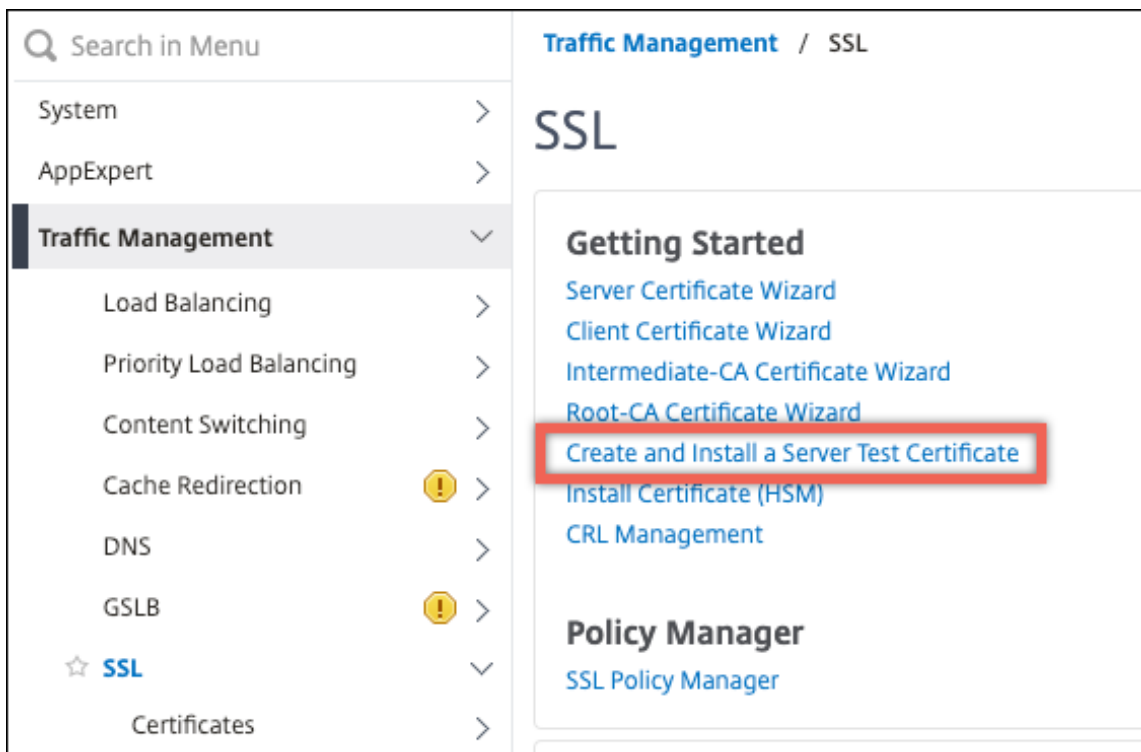 Search in Menu
System
AppExpert
Traffic Management
Load Balancing
Priority Load Balancing
Content Switching
Cache Redirection
DNS
GSLB
SSL
Certificates
Traffic Management / SSL
SSL
Getting Started
Server Certificate Wizard
Client Certificate Wizard
Intermediate-CA Certificate Wizard
Root-CA Certificate Wizard
Create and Install a Server Test Certificate
Install Certificate (HSM)
CRL Management
Policy Manager
SSL Policy Manager